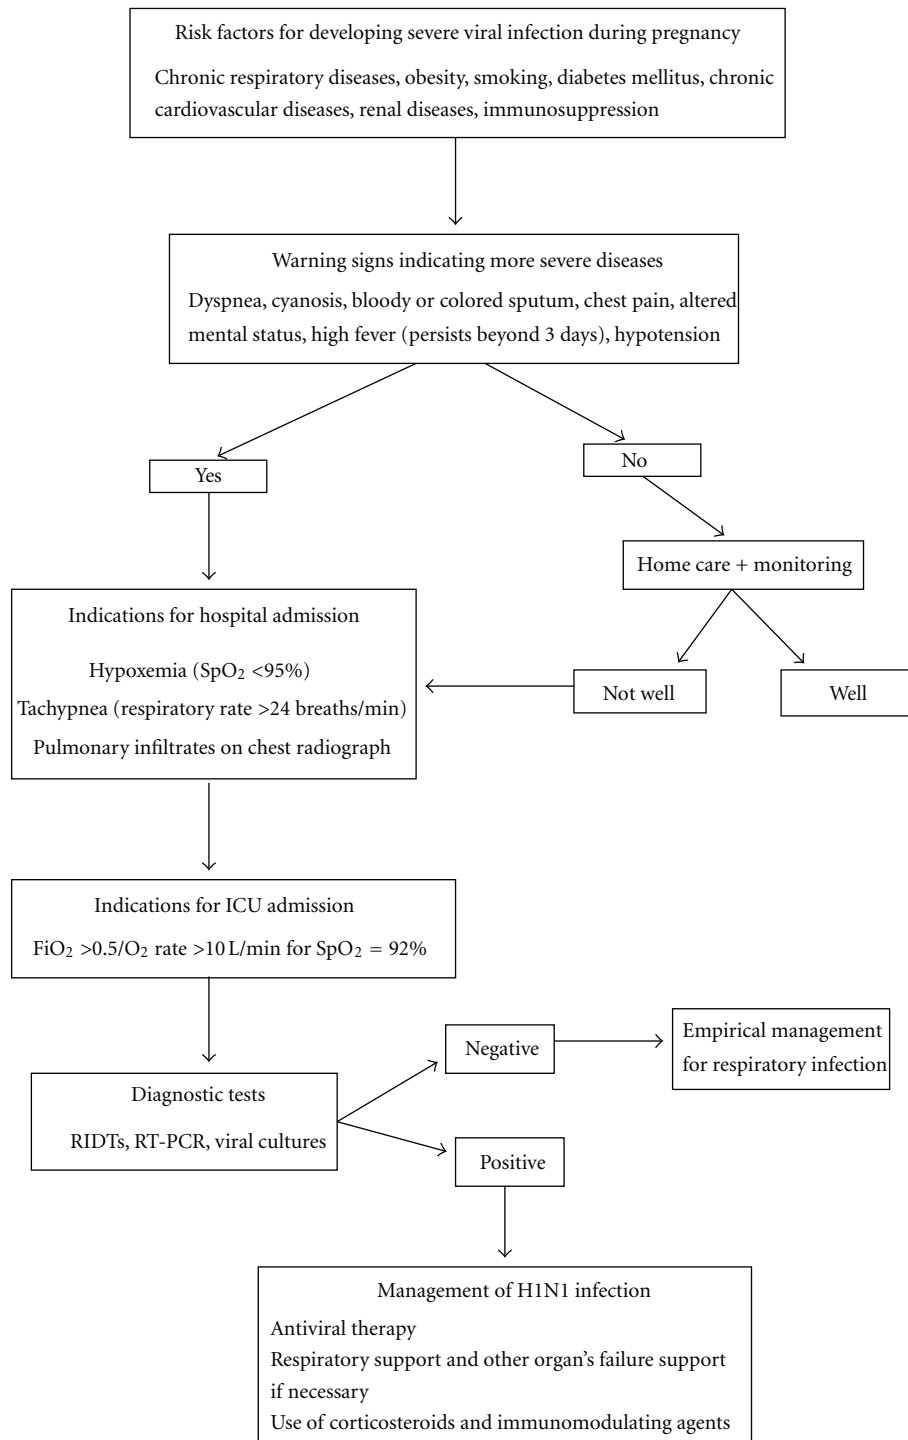 Risk factors for developing severe viral infection during pregnancy
Chronic respiratory diseases, obesity, smoking, diabetes mellitus, chronic
cardiovascular diseases, renal diseases, immunosuppression
Warning signs indicating more severe diseases
Dyspnea, cyanosis, bloody or colored sputum, chest pain, altered
mental status, high fever (persists beyond 3 days), hypotension
Yes
No
Home care + monitoring
Indications for hospital admission
Hypoxemia (SpO₂ <95%)
Tachypnea (respiratory rate >24 breaths/min)
Pulmonary infiltrates on chest radiograph
Not well
Well
Indications for ICU admission
FiO₂ >0.5/O₂ rate >10 L/min for SpO₂ = 92%
Diagnostic tests
RIDTs, RT-PCR, viral cultures
Negative
Empirical management
for respiratory infection
Positive
Management of H1N1 infection
Antiviral therapy
Respiratory support and other organ's failure support
if necessary
Use of corticosteroids and immunomodulating agents